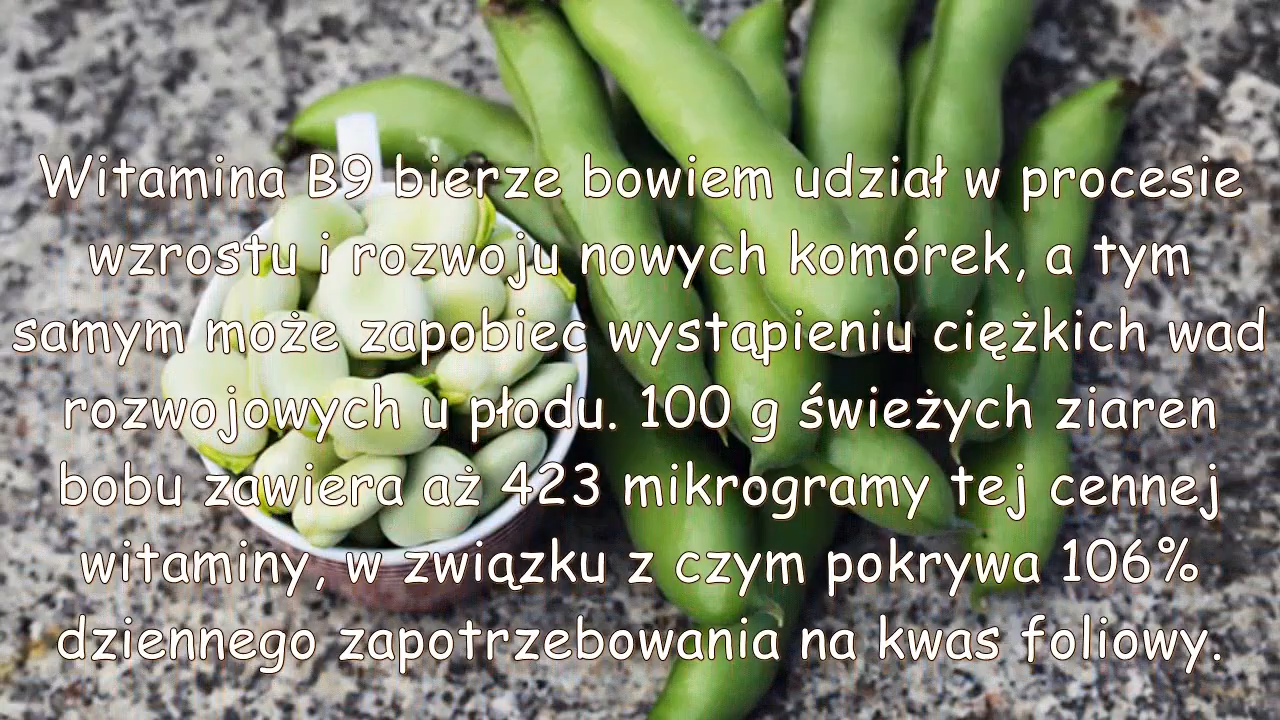 Witamina B9 bierze bowiem udział w procesie
wzrostu i rozwoju nowych komórek, a tym
samym może zapobiec wystąpieniu ciężkich wad
rozwojowych u płodu. 100 g świeżych ziaren
bobu zawiera aż 423 mikrogramy tej cennej
witaminy, w związku z czym pokrywa 106%
dziennego zapotrzebowania na kwas foliowy.